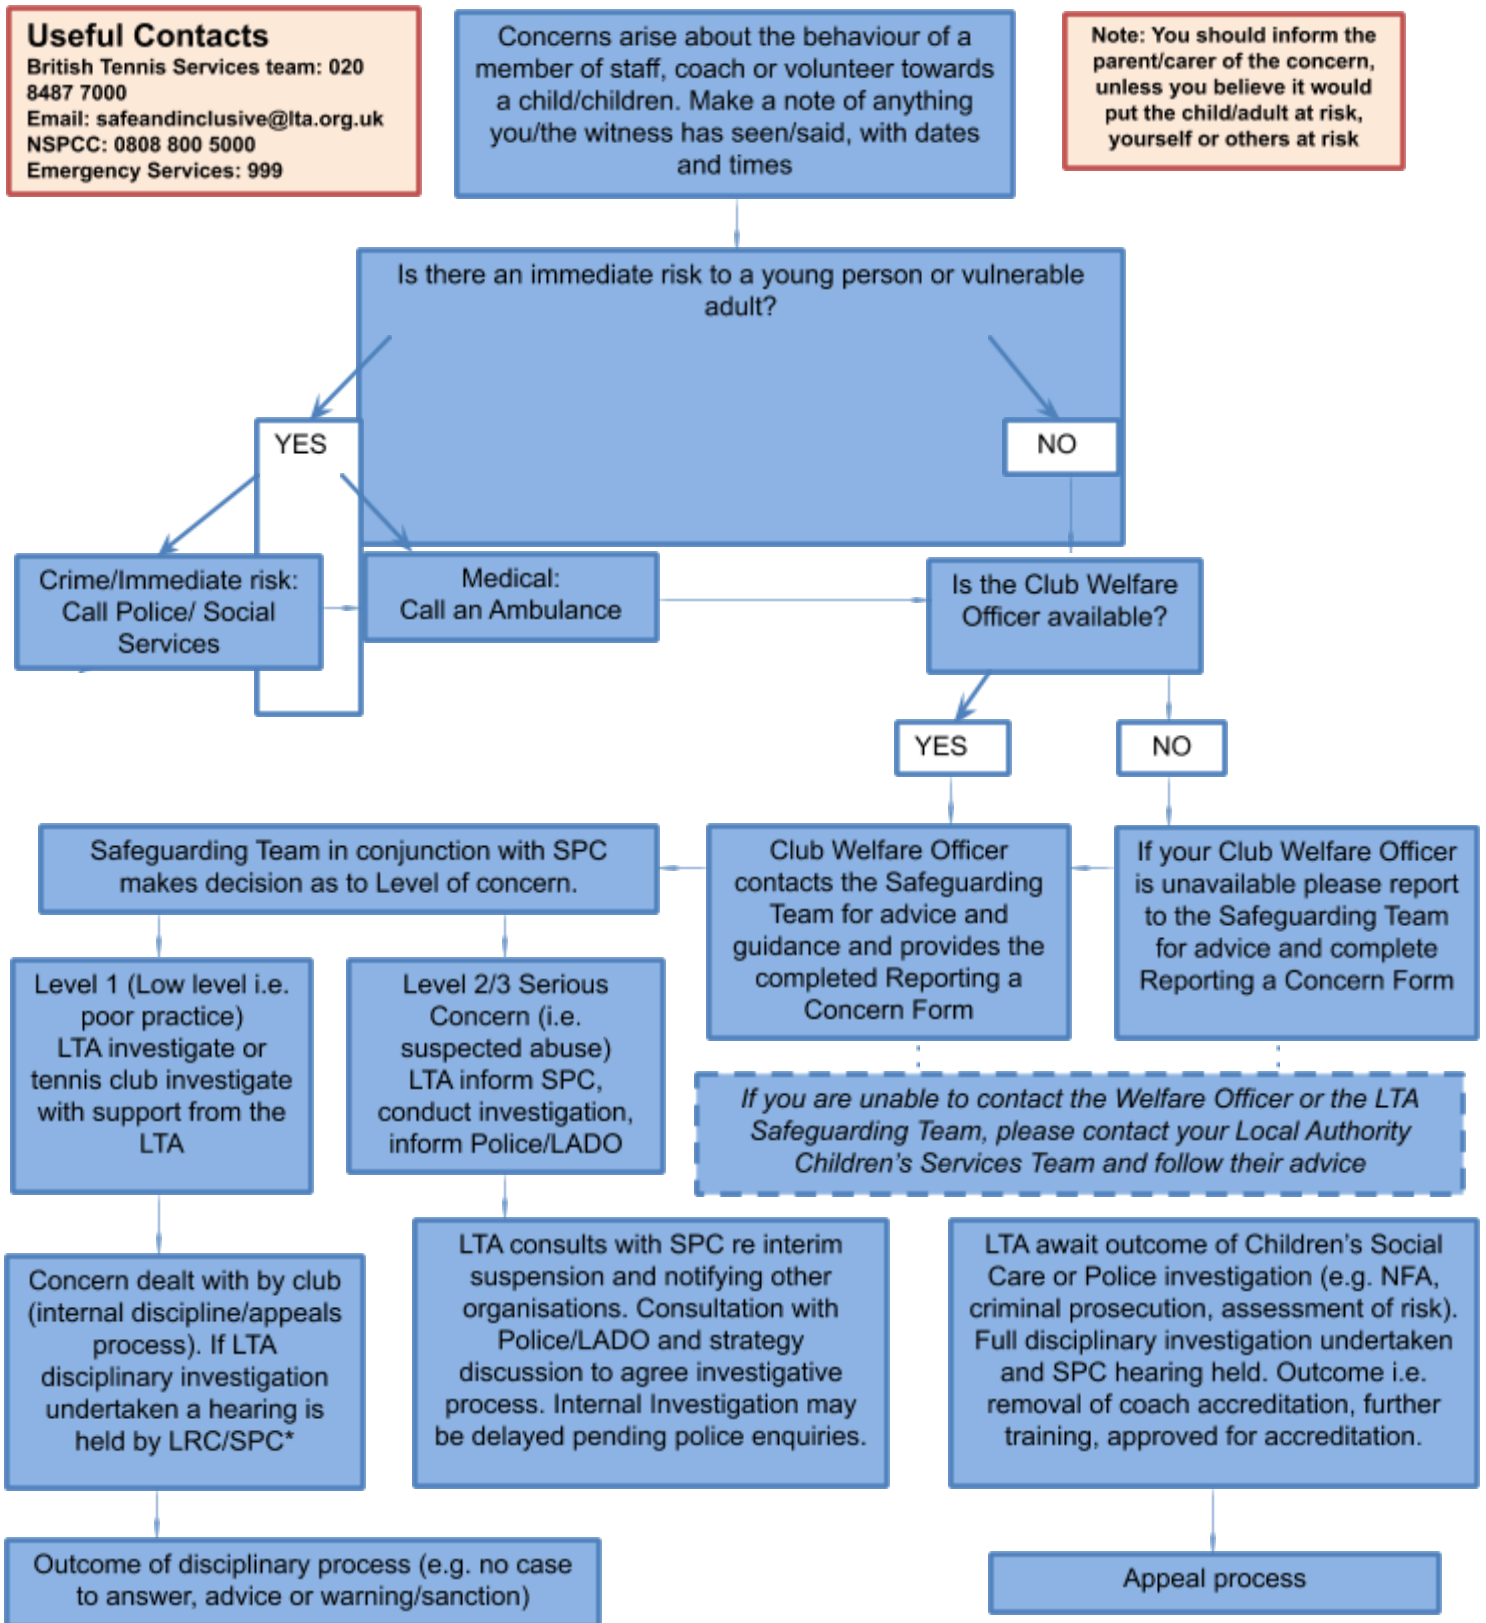 Useful Contacts
British Tennis Services team: 020
8487 7000
Email: safeandinclusive@lta.org.uk
NSPCC: 0808 800 5000
Emergency Services: 999
Concerns arise about the behaviour of a
member of staff, coach or volunteer towards
a child/children. Make a note of anything
you/the witness has seen/said, with dates
and times
Note: You should inform the
parent/carer of the concern,
unless you believe it would
put the child/adult at risk,
yourself or others at risk
Is there an immediate risk to a young person or vulnerable
adult?
YES
NO
Crime/Immediate risk:
Call Police/ Social
Services
Medical:
Call an Ambulance
Is the Club Welfare
Officer available?
YES
NO
Safeguarding Team in conjunction with SPC
makes decision as to Level of concern.
Club Welfare Officer
contacts the Safeguarding
Team for advice and
guidance and provides the
completed Reporting a
Concern Form
If your Club Welfare Officer
is unavailable please report
to the Safeguarding Team
for advice and complete
Reporting a Concern Form
Level 1 (Low level i.e.
poor practice)
LTA investigate or
tennis club investigate
with support from the
LTA
Level 2/3 Serious
Concern (i.e.
suspected abuse)
LTA inform SPC,
conduct investigation,
inform Police/LADO
If you are unable to contact the Welfare Officer or the LTA
Safeguarding Team, please contact your Local Authority
Children's Services Team and follow their advice
Concern dealt with by club
(internal discipline/appeals
process). If LTA
disciplinary investigation
undertaken a hearing is
held by LRC/SPC*
LTA consults with SPC re interim
suspension and notifying other
organisations. Consultation with
Police/LADO and strategy
discussion to agree investigative
process. Internal Investigation may
be delayed pending police enquiries.
LTA await outcome of Children's Social
Care or Police investigation (e.g. NFA,
criminal prosecution, assessment of risk).
Full disciplinary investigation undertaken
and SPC hearing held. Outcome i.e.
removal of coach accreditation, further
training, approved for accreditation.
Outcome of disciplinary process (e.g. no case
to answer, advice or warning/sanction)
Appeal process